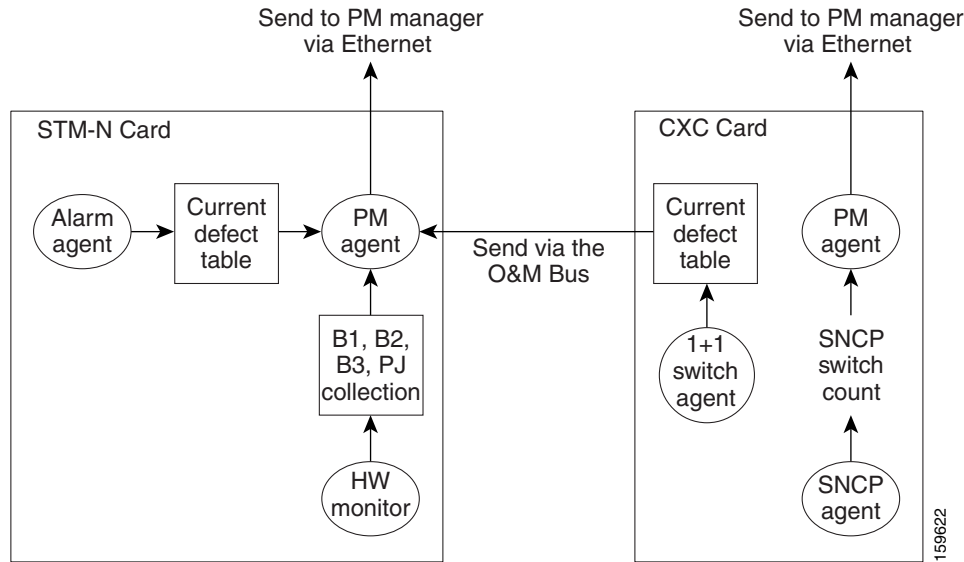 Send to PM manager
via Ethernet
Send to PM manager
via Ethernet
STM-N Card
CXC Card
Alarm
agent
Current
defect
table
PM
agent
Send via the
O&M Bus
Current
defect
table
PM
agent
B1, B2,
B3, PJ
collection
1+1
switch
agent
SNCP
switch
count
HW
monitor
SNCP
agent
159622